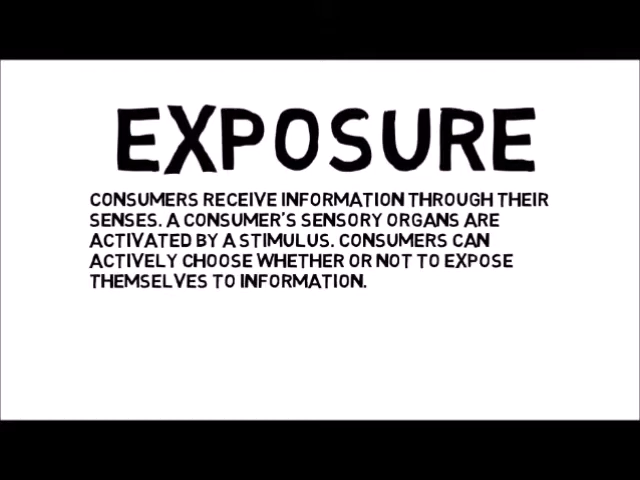 EXPOSURE
CONSUMERS RECEIVE INFORMATION THROUGH THEIR
SENSES. A CONSUMER'S SENSORY ORGANS ARE
ACTIVATED BY A STIMULUS. CONSUMERS CAN
ACTIVELY CHOOSE WHETHER OR NOT TO EXPOSE
THEMSELVES TO INFORMATION.